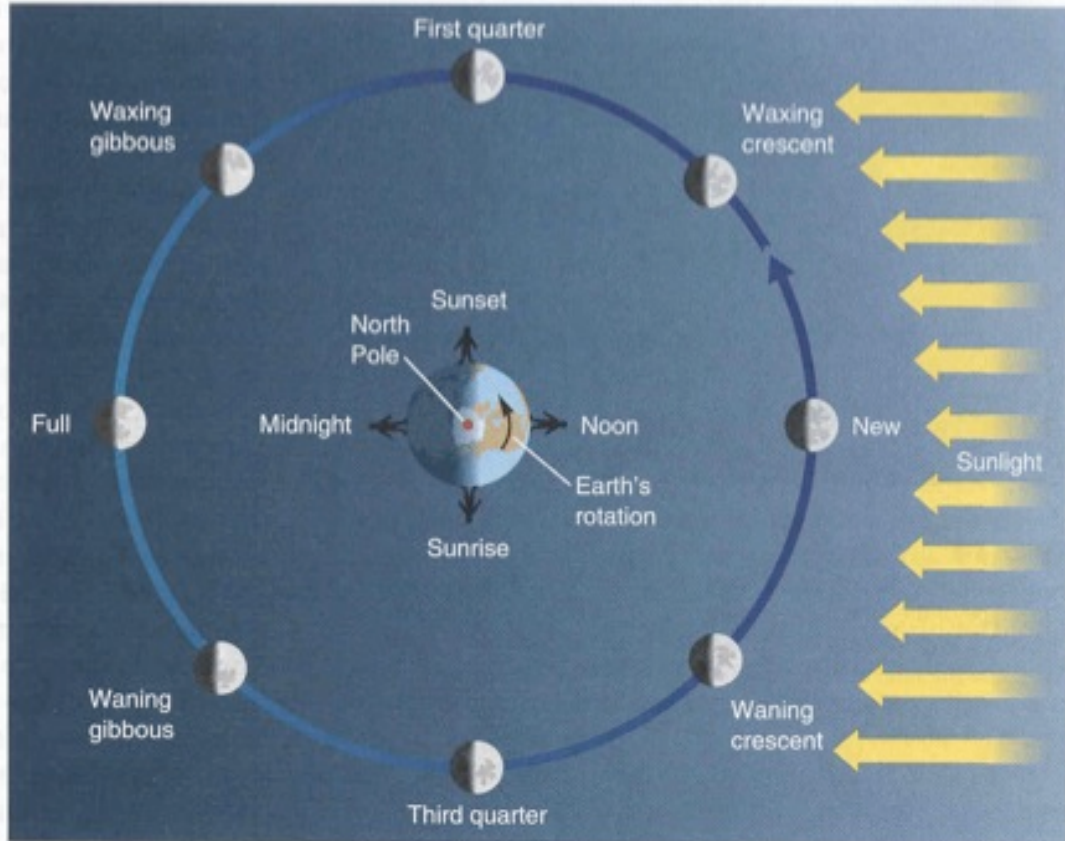 First quarter
Waxing
gibbous
Waxing
crescent
Sunset
North
Pole
Full
Midnight
Noon
New
Sunlight
Earth's
rotation
Sunrise
Waning
gibbous
Waning
crescent
Third quarter